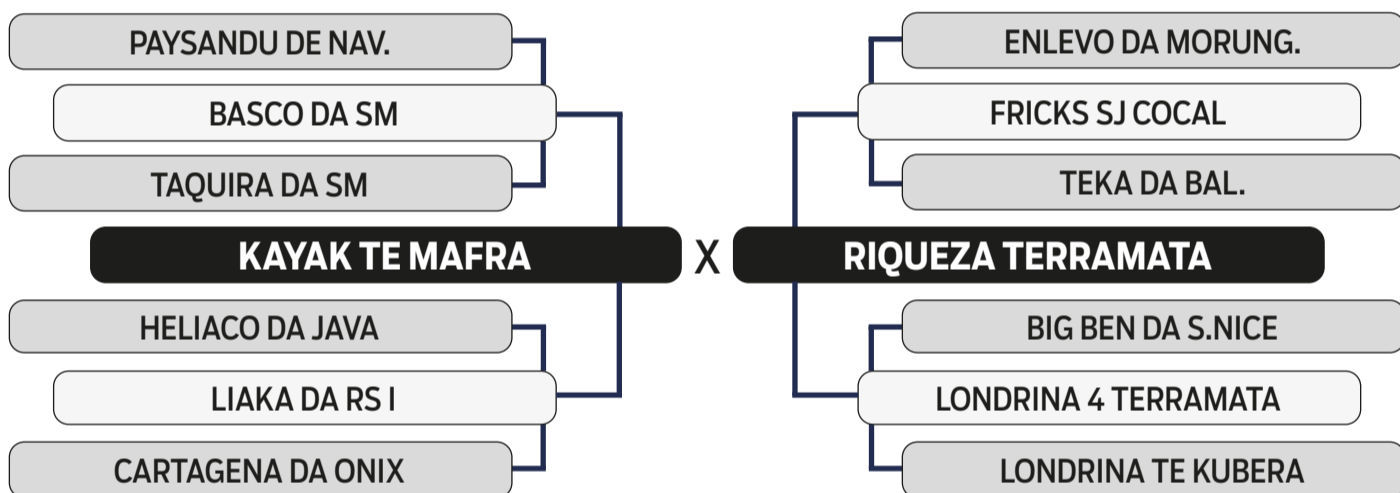 PAYSANDU DE NAV.
BASCO DA SM
TAQUIRA DA SM
KAYAK TE MAFRA
HELIACO DA JAVA
LIAKA DA RS I
CARTAGENA DA ONIX
X
ENLEVO DA MORUNG.
FRICKS SJ COCAL
TEKA DA BAL.
RIQUEZA TERRAMATA
BIG BEN DA S.NICE
LONDRINA 4 TERRAMATA
LONDRINA TE KUBERA